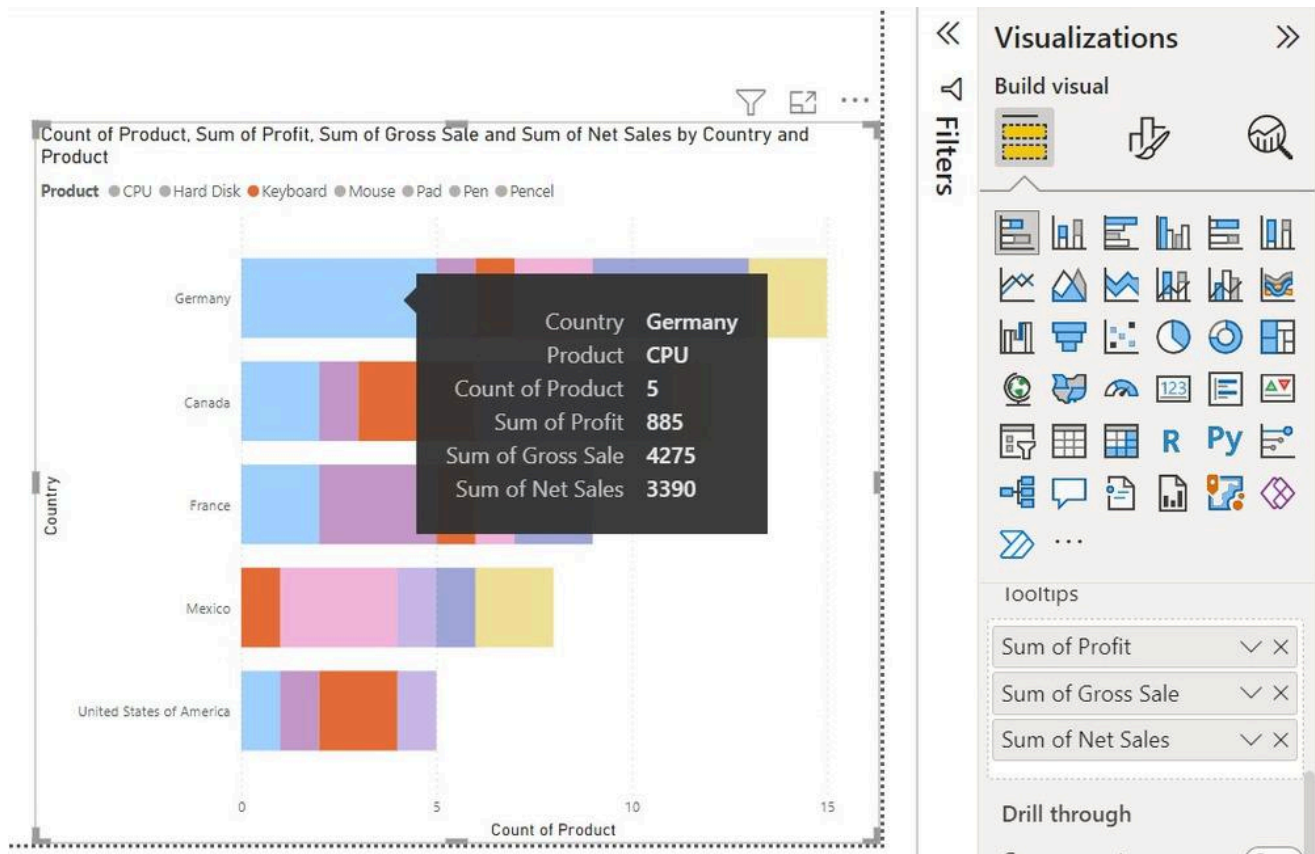 Count of Product, Sum of Profit, Sum of Gross Sale and Sum of Net Sales by Country and
Product
Product CPU Hard Disk Keyboard Mouse Pad Pen Pencel
Germany
Canada
France
Mexico
United States of America
Country
0 5 10 15
Count of Product
Country Germany
Product CPU
Count of Product 5
Sum of Profit 885
Sum of Gross Sale 4275
Sum of Net Sales 3390
Filters
Visualizations
Build visual
123
R
Py
Tooltips
Sum of Profit
Sum of Gross Sale
Sum of Net Sales
Drill through